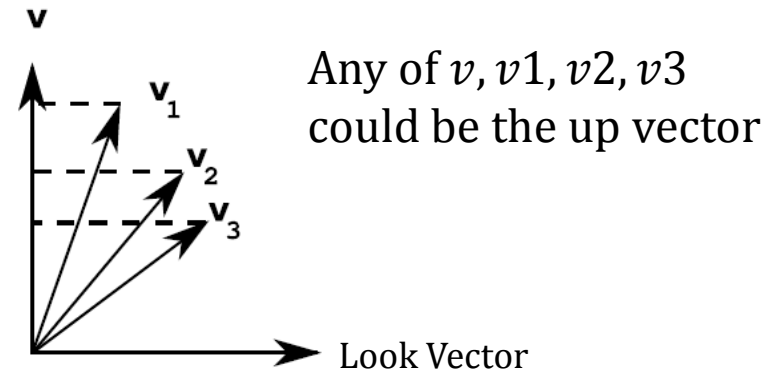 v
Any of v, v1, v2, v3
could be the up vector
v1
v2
v3
Look Vector